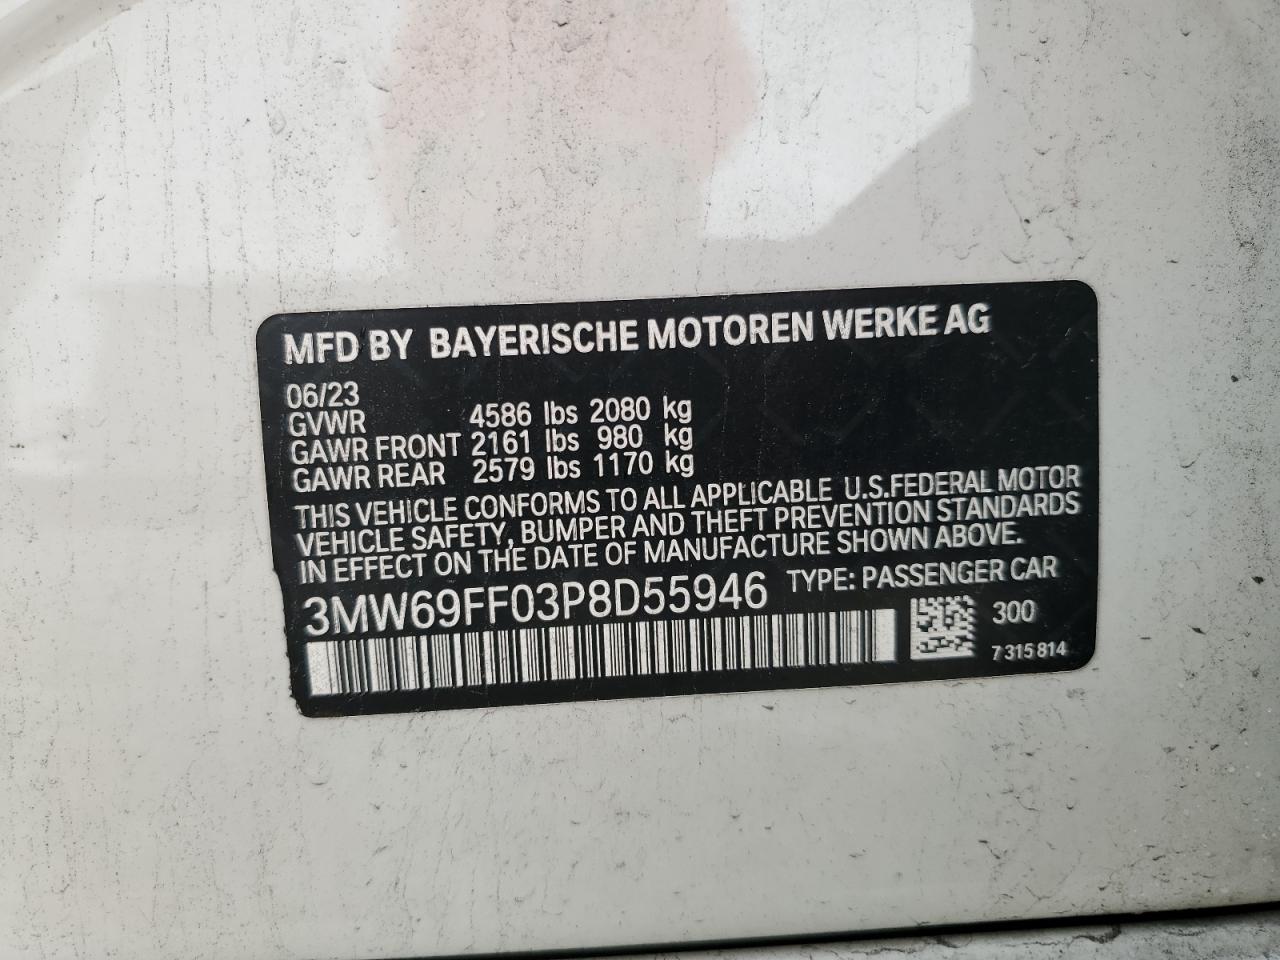 MFD BY BAYERISCHE MOTOREN WERKE AG
06/23
GVWR 4586 lbs 2080 kg
GAWR FRONT 2161 lbs 980 kg
GAWR REAR 2579 lbs 1170 kg
THIS VEHICLE CONFORMS TO ALL APPLICABLE U.S.FEDERAL MOTOR
VEHICLE SAFETY, BUMPER AND THEFT PREVENTION STANDARDS
IN EFFECT ON THE DATE OF MANUFACTURE SHOWN ABOVE.
3MW69FF03P8D55946 TYPE: PASSENGER CAR
300
7 315 814